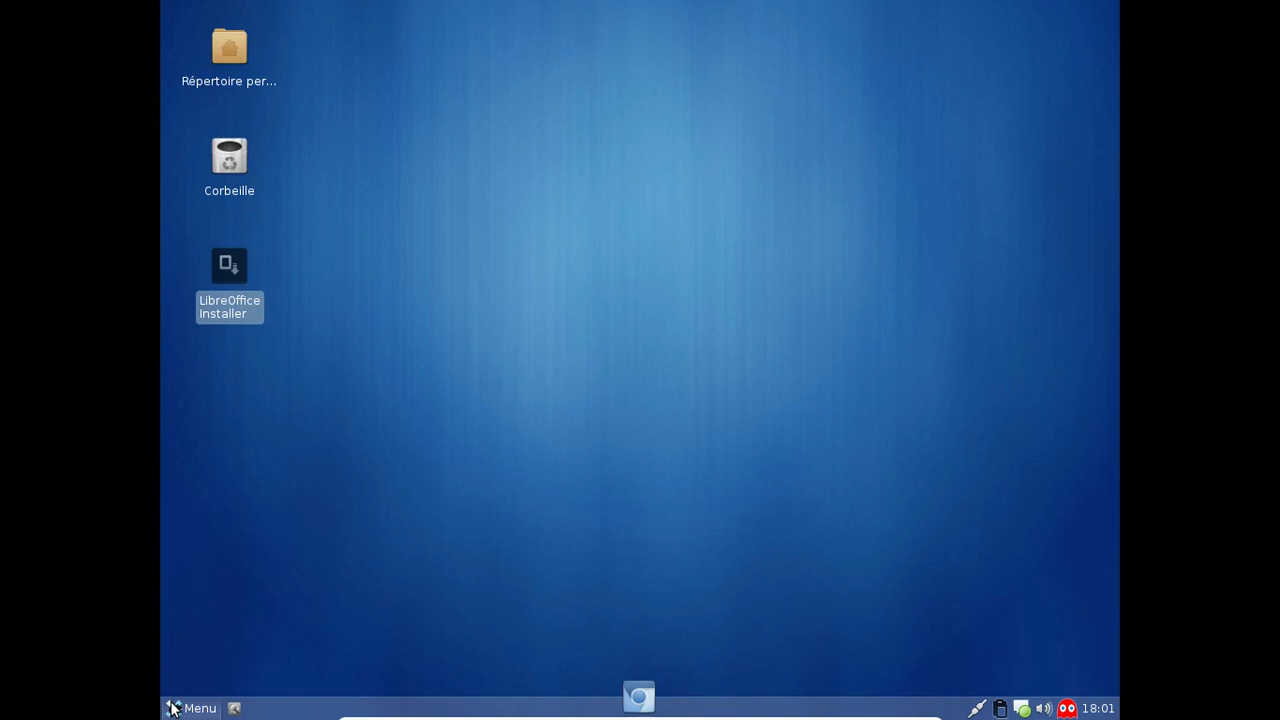 Répertoire per...
Corbeille
LibreOffice
Installer
Menu
18:01